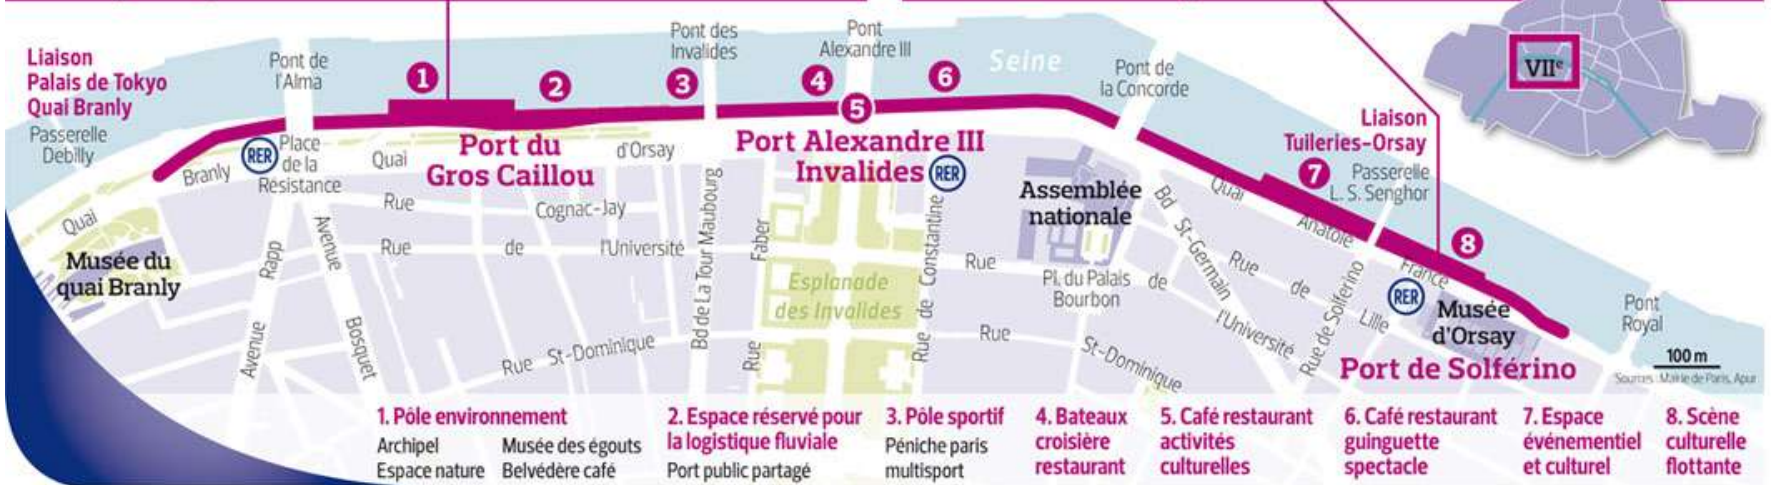 Liaison
Palais de Tokyo
Quai Branly
Passerelle
Debilly
Pont de
l'Alma
Pont des
Invalides
Pont
Alexandre III
Seine
Pont de
la Concorde
VIIe
Liaison
Tuileries-Orsay
Passerelle
L. S. Senghor
Pont
Royal
1
2
3
4
5
6
7
8
RER
Place
de la
Résistance
Quai
Branly
Quai
d'Orsay
Port du
Gros Caillou
Port Alexandre III
Invalides
RER
Assemblée
nationale
Musée du
quai Branly
Rue
Cognac-Jay
Rue
de
l'Université
Avenue
Rapp
Avenue
Bosquet
Rue
St-Dominique
Bd de La Tour Maubourg
Rue
Faber
Esplanade
des Invalides
Rue de Constantine
Rue
Pl. du Palais
Bourbon
de
l'Université
Rue
St-Dominique
Bd
St-Germain
Quai
Anatole
France
Rue
de
Lille
Rue de Solférino
RER
Musée
d'Orsay
Port de Solférino
100 m
Sources : Mairie de Paris, Apur
1. Pôle environnement
Archipel
Espace nature
Musée des égouts
Belvédère café
2. Espace réservé pour
la logistique fluviale
Port public partagé
3. Pôle sportif
Péniche paris
multisport
4. Bateaux
croisière
restaurant
5. Café restaurant
activités
culturelles
6. Café restaurant
guinguette
spectacle
7. Espace
événementiel
et culturel
8. Scène
culturelle
flottante